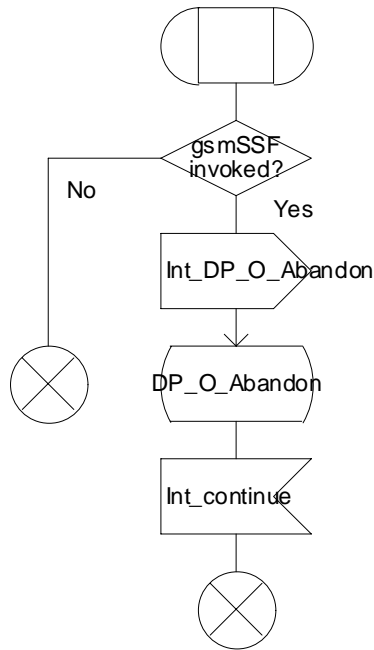 gsmSSF
invoked?
No
Yes
Int_DP_O_Abandon
DP_O_Abandon
Int_continue